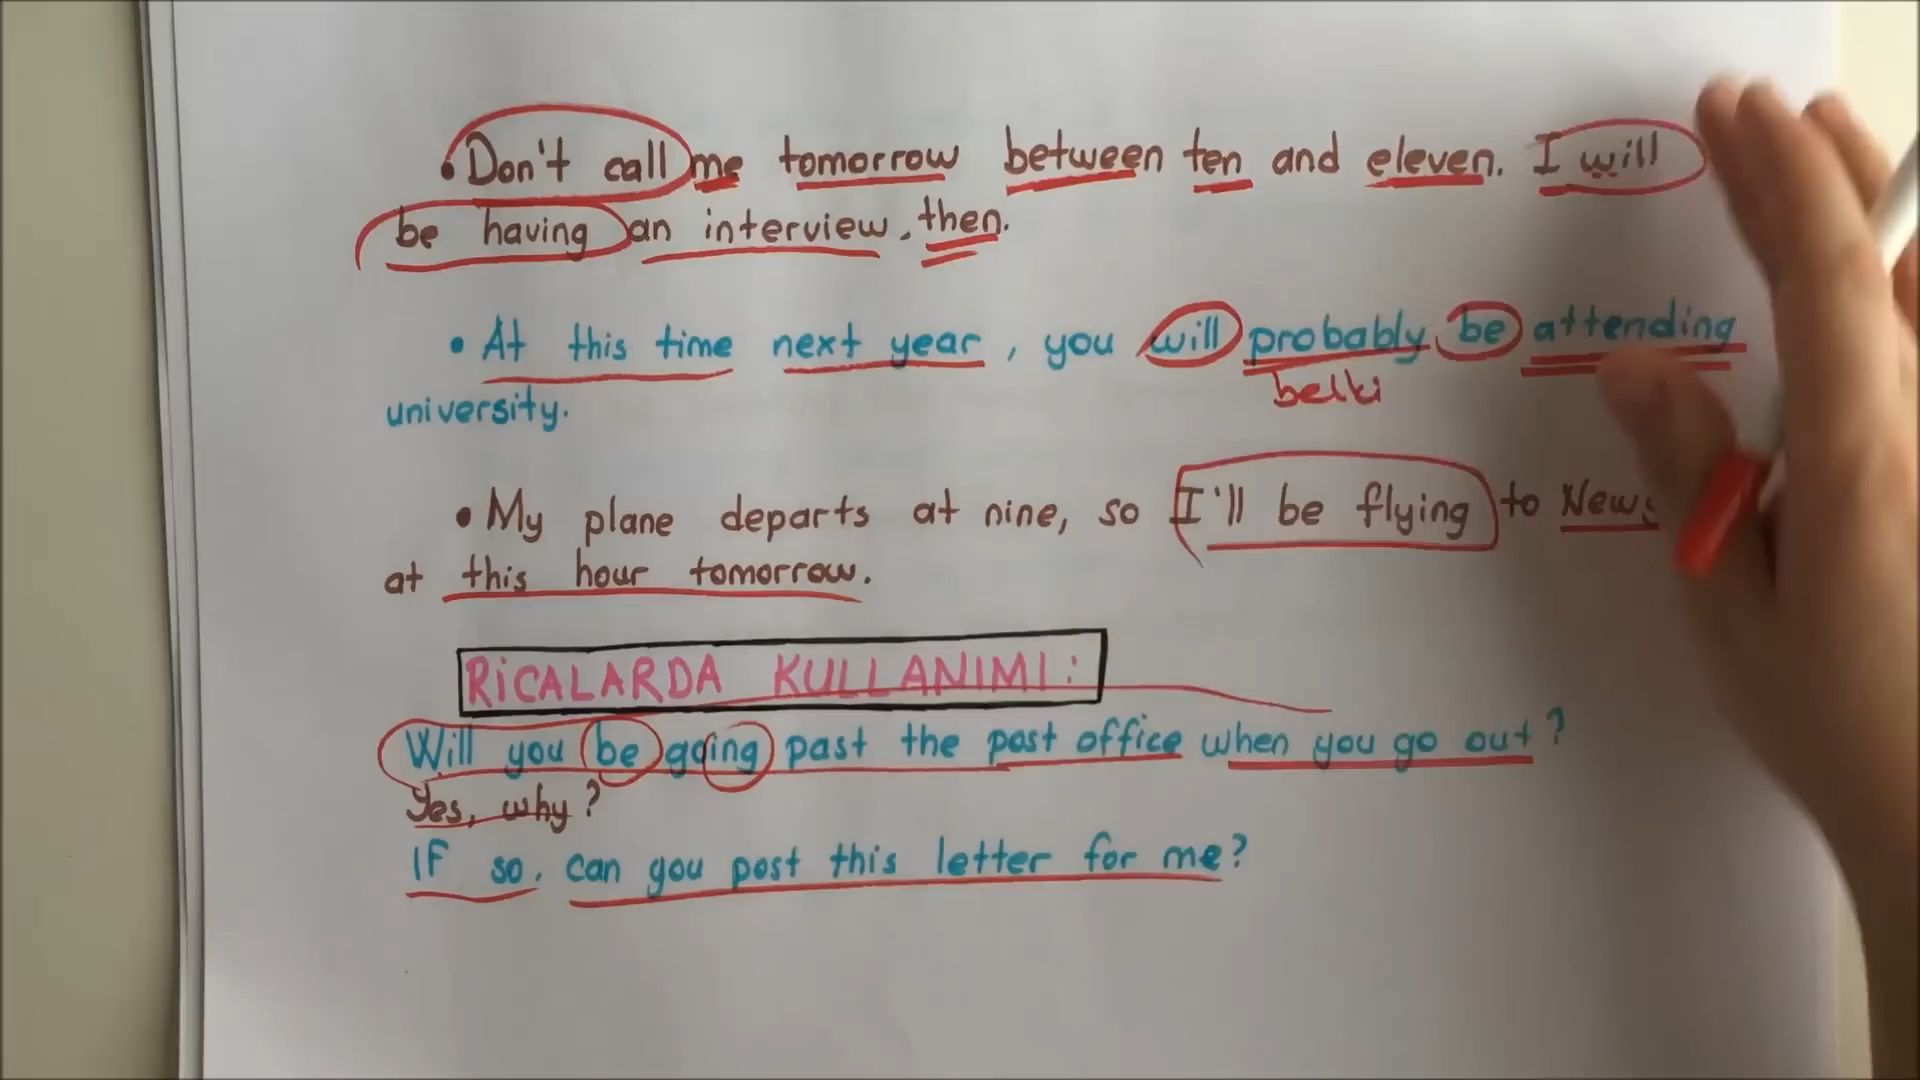 • Don't call me tomorrow between ten and eleven. I will
be having an interview, then.
• At this time next year, you will probably be attending
belki
university.
• My plane departs at nine, so I'll be flying to
at this hour tomorrow.
RiCALARDA KULLANIMI:
Will you be going past the post office when you go out?
Yes, why?
IF so, can you post this letter for me?